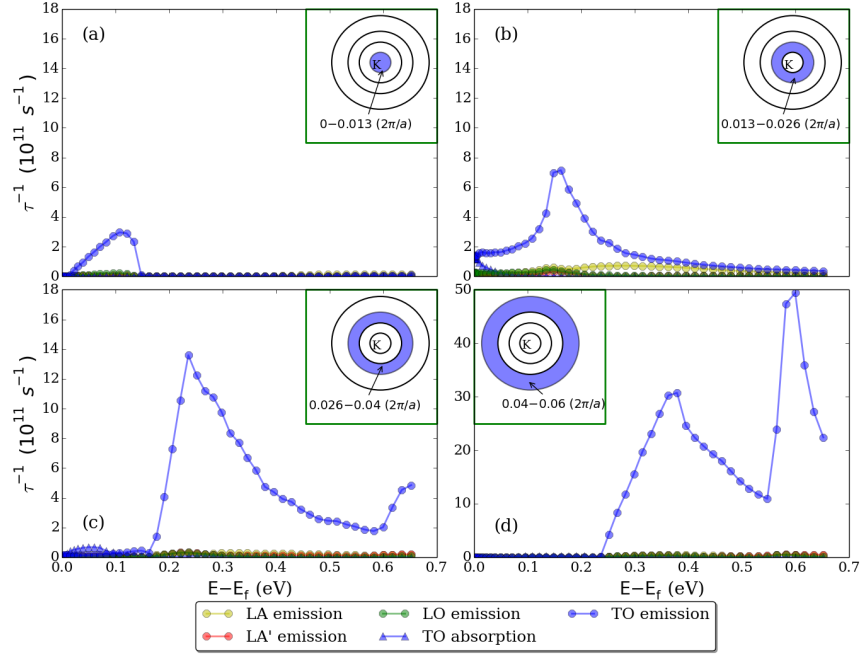 18
16
14
12
10
8
6
4
2
0
τ⁻¹ (10¹¹ s⁻¹)
(a)
K
0−0.013 (2π/a)
18
16
14
12
10
8
6
4
2
0
(b)
K
0.013−0.026 (2π/a)
18
16
14
12
10
8
6
4
2
0
τ⁻¹ (10¹¹ s⁻¹)
(c)
K
0.026−0.04 (2π/a)
0.0 0.1 0.2 0.3 0.4 0.5 0.6 0.7
E−E_f (eV)
50
40
30
20
10
0
(d)
K
0.04−0.06 (2π/a)
0.1 0.2 0.3 0.4 0.5 0.6 0.7
E−E_f (eV)
LA emission
LA' emission
LO emission
TO absorption
TO emission